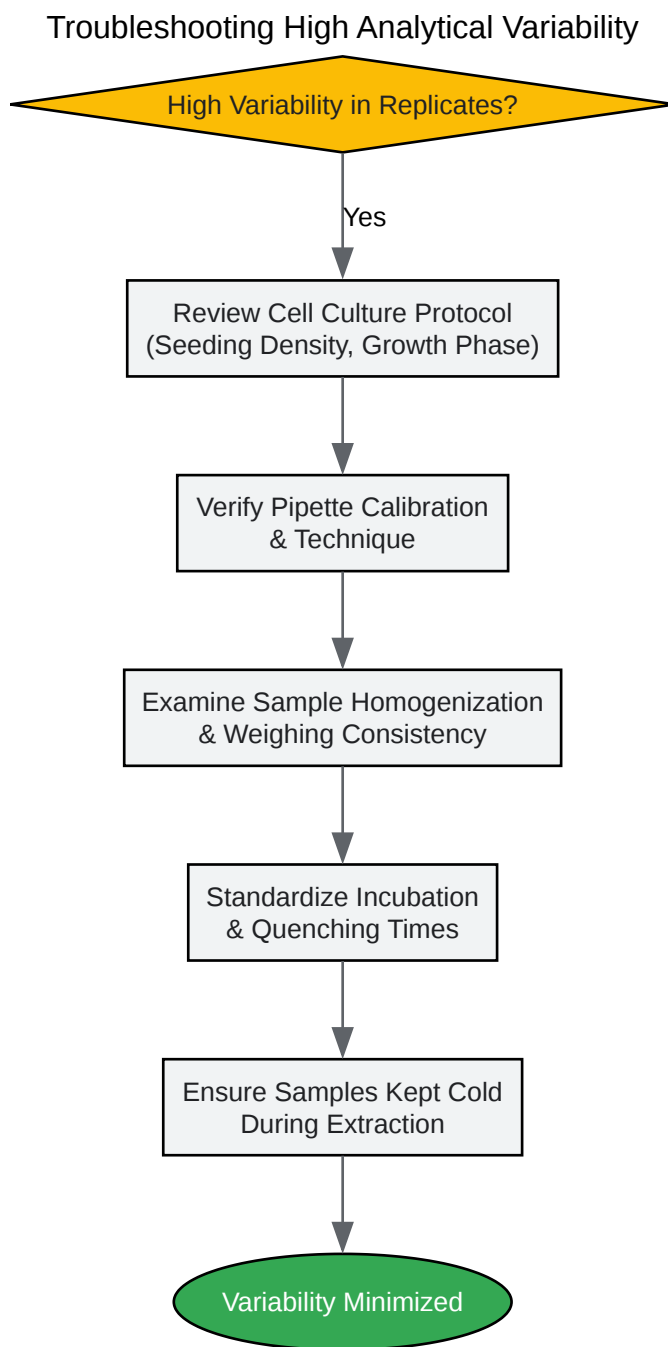 Troubleshooting High Analytical Variability
High Variability in Replicates?
Yes
Review Cell Culture Protocol
(Seeding Density, Growth Phase)
Verify Pipette Calibration
& Technique
Examine Sample Homogenization
& Weighing Consistency
Standardize Incubation
& Quenching Times
Ensure Samples Kept Cold
During Extraction
Variability Minimized